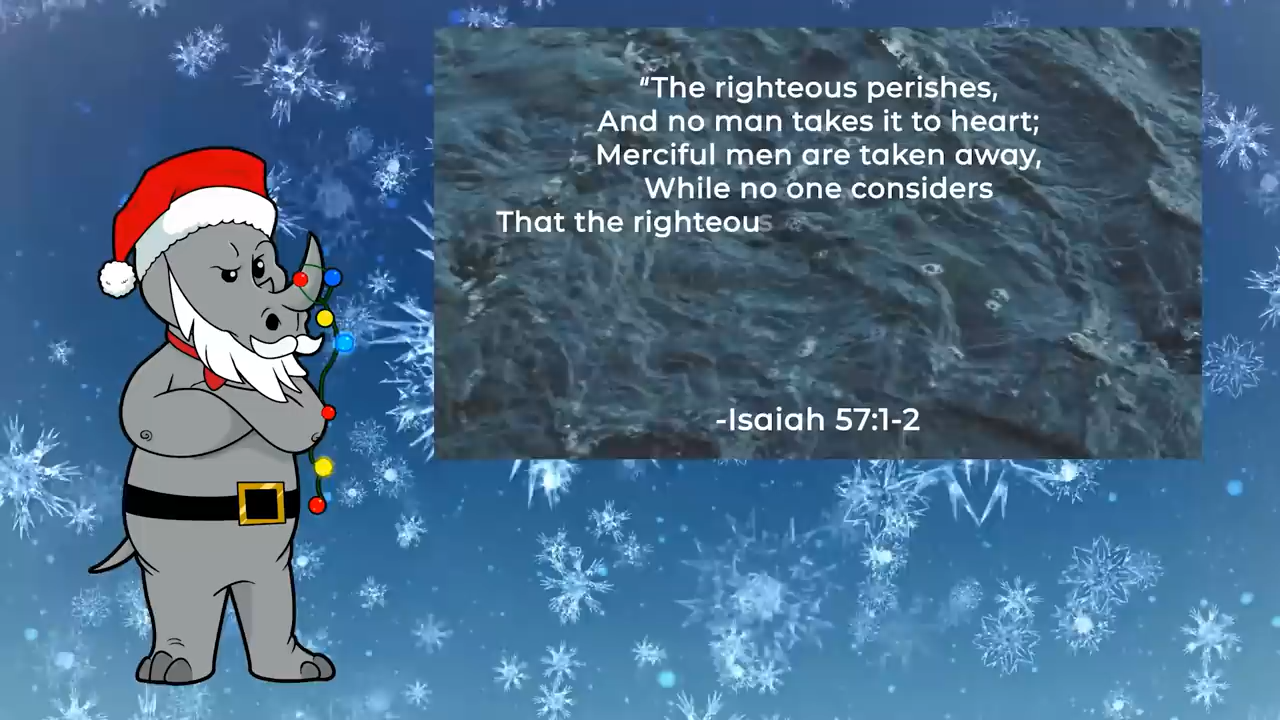 “The righteous perishes,
And no man takes it to heart;
Merciful men are taken away,
While no one considers
That the righteous
-Isaiah 57:1-2